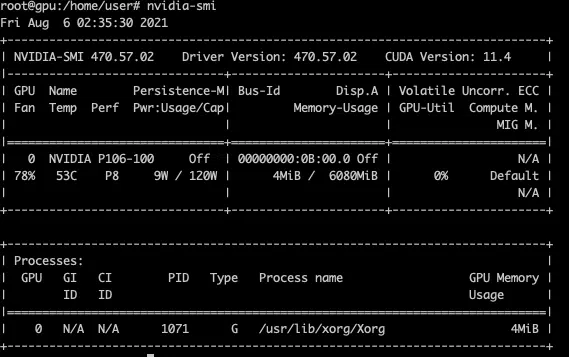 root@gpu:/home/user# nvidia-smi
Fri Aug  6 02:35:30 2021
+-----------------------------------------------------------------------------+
| NVIDIA-SMI 470.57.02    Driver Version: 470.57.02    CUDA Version: 11.4     |
|-------------------------------+----------------------+----------------------+
| GPU  Name        Persistence-M| Bus-Id        Disp.A | Volatile Uncorr. ECC |
| Fan  Temp  Perf  Pwr:Usage/Cap|         Memory-Usage | GPU-Util  Compute M. |
|                               |                      |               MIG M. |
|===============================+======================+======================|
|   0  NVIDIA P106-100     Off  | 00000000:0B:00.0 Off |                  N/A |
| 78%   53C    P8     9W / 120W |      4MiB /  6080MiB |      0%      Default |
|                               |                      |                  N/A |
+-------------------------------+----------------------+----------------------+
+-----------------------------------------------------------------------------+
| Processes:                                                                  |
|  GPU   GI   CI        PID   Type   Process name                  GPU Memory |
|        ID   ID                                                   Usage      |
|=============================================================================|
|    0   N/A  N/A      1071      G   /usr/lib/xorg/Xorg                  4MiB |
+-----------------------------------------------------------------------------+